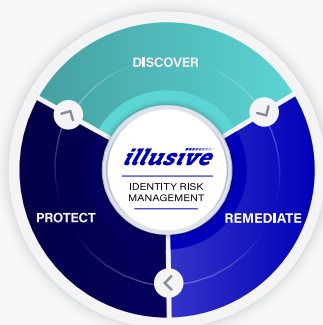 DISCOVER
illusive
IDENTITY RISK
MANAGEMENT
PROTECT
REMEDIATE